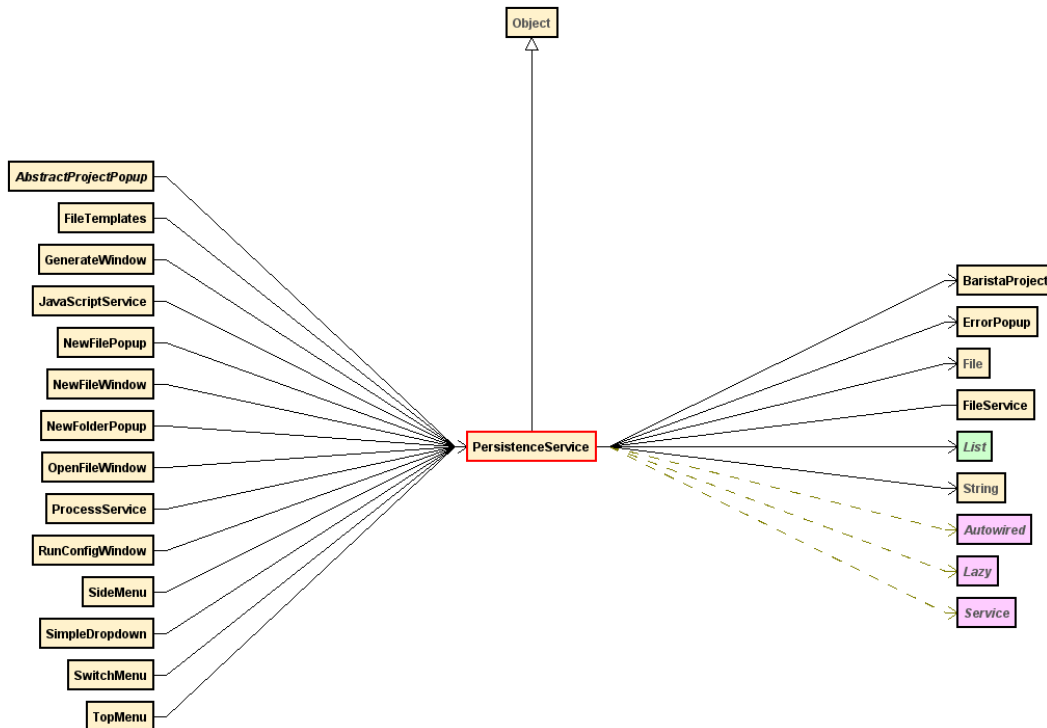 Object
AbstractProjectPopup
FileTemplates
GenerateWindow
JavaScriptService
NewFilePopup
NewFileWindow
NewFolderPopup
OpenFileWindow
ProcessService
RunConfigWindow
SideMenu
SimpleDropdown
SwitchMenu
TopMenu
PersistenceService
BaristaProject
ErrorPopup
File
FileService
List
String
Autowired
Lazy
Service